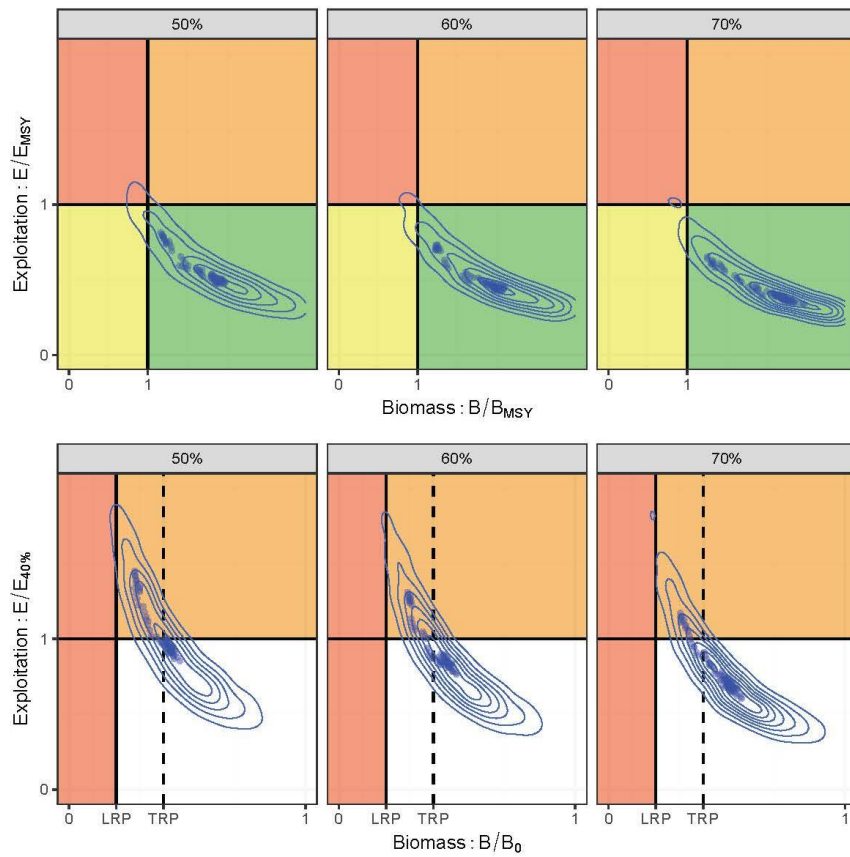 50% 60% 70%
Exploitation : E/E_MSY
1
0
0 1 0 1 0 1
Biomass : B/B_MSY
50% 60% 70%
Exploitation : E/E_40%
1
0
0 LRP TRP 1 0 LRP TRP 1 0 LRP TRP 1
Biomass : B/B_0